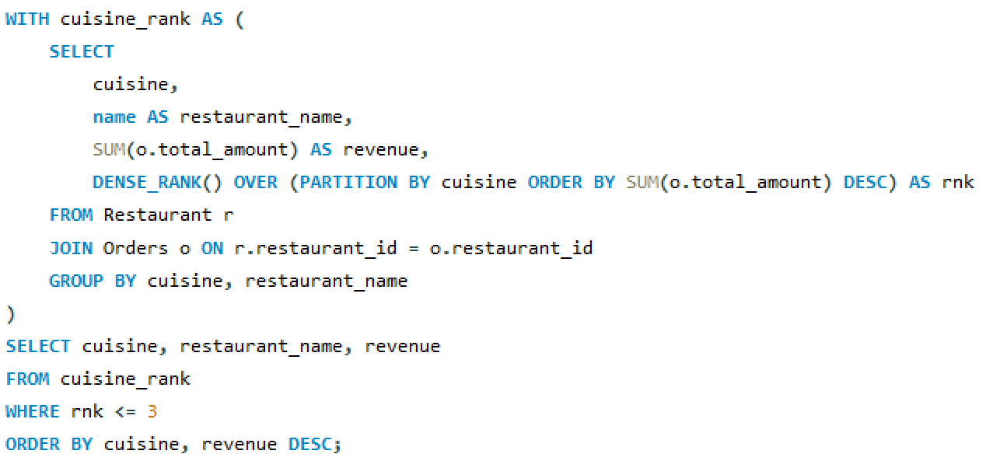 WITH cuisine_rank AS (
    SELECT
        cuisine,
        name AS restaurant_name,
        SUM(o.total_amount) AS revenue,
        DENSE_RANK() OVER (PARTITION BY cuisine ORDER BY SUM(o.total_amount) DESC) AS rnk
    FROM Restaurant r
    JOIN Orders o ON r.restaurant_id = o.restaurant_id
    GROUP BY cuisine, restaurant_name
)
SELECT cuisine, restaurant_name, revenue
FROM cuisine_rank
WHERE rnk <= 3
ORDER BY cuisine, revenue DESC;